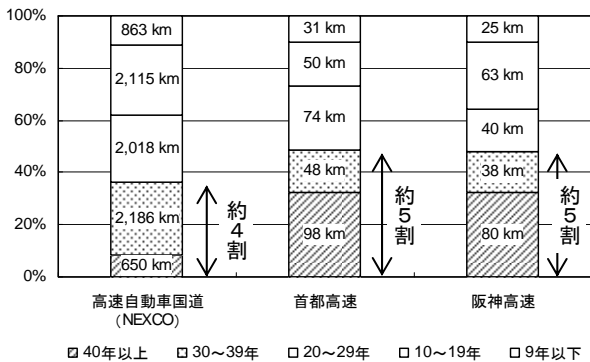 100%
80%
60%
40%
20%
0%
863 km
2,115 km
2,018 km
2,186 km
650 km
約4割
31 km
50 km
74 km
48 km
98 km
約5割
25 km
63 km
40 km
38 km
80 km
約5割
高速自動車国道
(NEXCO)
首都高速
阪神高速
40年以上 30～39年 20～29年 10～19年 9年以下